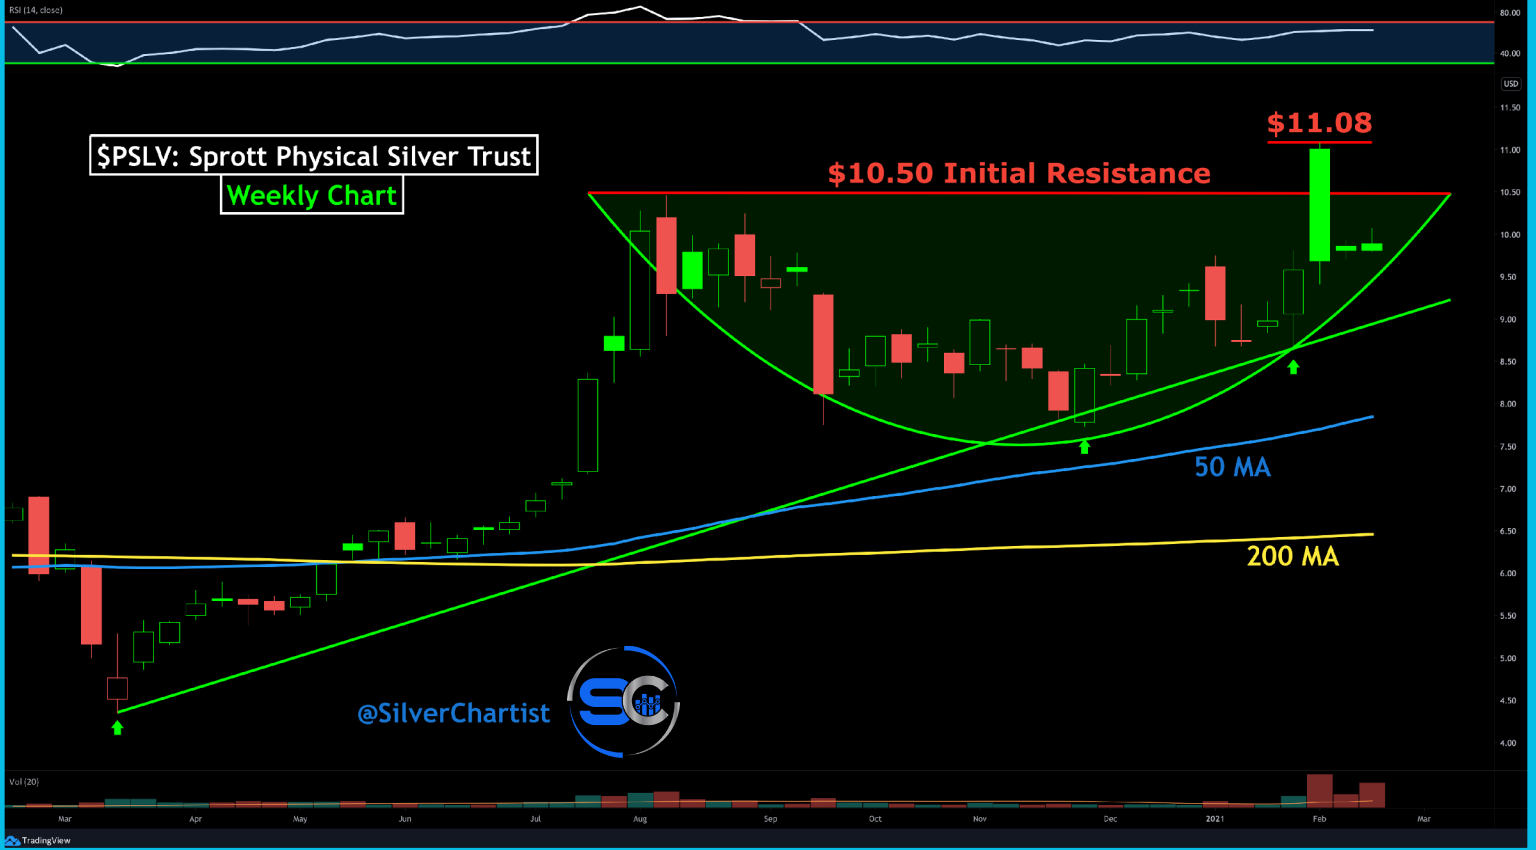 RSI (14, close)
80.00
40.00
USD
11.50
$11.08
$PSLV: Sprott Physical Silver Trust
11.00
$10.50 Initial Resistance
Weekly Chart
10.50
10.00
9.50
9.00
8.50
8.00
7.50
50 MA
7.00
6.50
200 MA
6.00
5.50
5.00
4.50
@SilverChartist
SC
4.00
Vol (20)
Mar Apr May Jun Jul Aug Sep Oct Nov Dec 2021 Feb Mar
TradingView